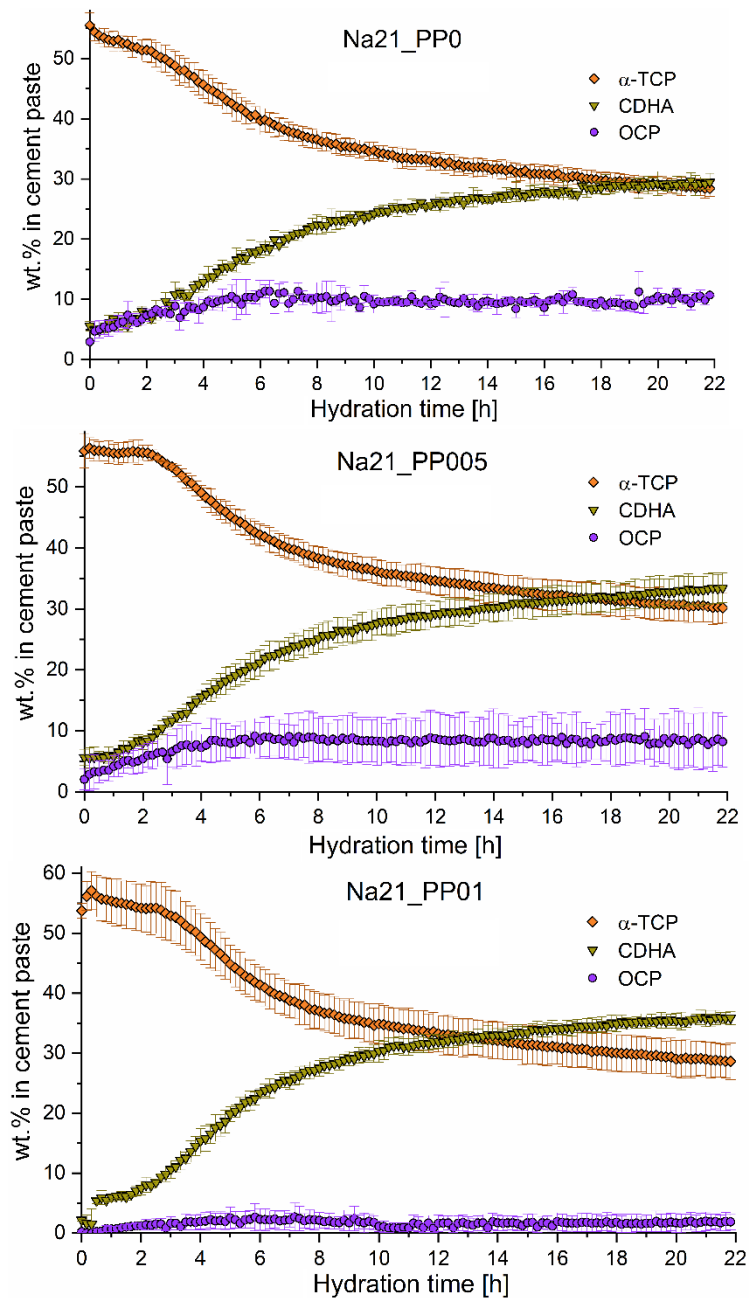 Na21_PP0
α-TCP
CDHA
OCP
wt.% in cement paste
50
40
30
20
10
0
0 2 4 6 8 10 12 14 16 18 20 22
Hydration time [h]
Na21_PP005
α-TCP
CDHA
OCP
wt.% in cement paste
50
40
30
20
10
0
0 2 4 6 8 10 12 14 16 18 20 22
Hydration time [h]
Na21_PP01
α-TCP
CDHA
OCP
wt.% in cement paste
60
50
40
30
20
10
0
0 2 4 6 8 10 12 14 16 18 20 22
Hydration time [h]